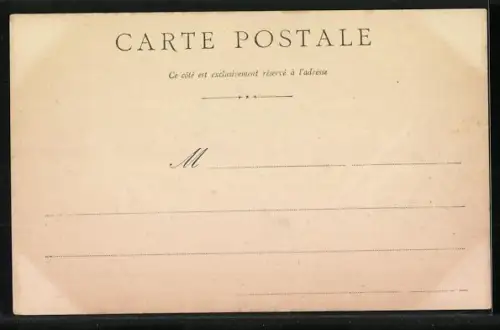 CARTE POSTALE
Ce côté est exclusivement réservé à l'adresse
M